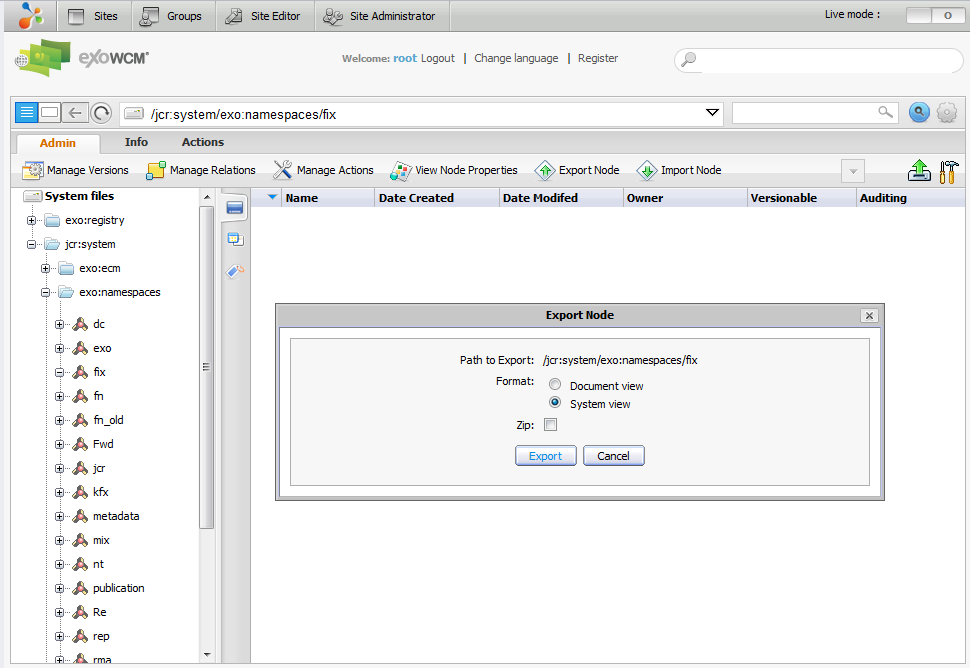 Sites Groups Site Editor Site Administrator Live mode :
exoWCM Welcome: root Logout | Change language | Register
/jcr:system/exo:namespaces/fix
Admin Info Actions
Manage Versions Manage Relations Manage Actions View Node Properties Export Node Import Node
System files
Name Date Created Date Modifed Owner Versionable Auditing
exo:registry
jcr:system
exo:ecm
exo:namespaces
dc
exo
fix
fn
fn_old
Fwd
jcr
kfx
metadata
mix
nt
publication
Re
rep
rma
Export Node
Path to Export: /jcr:system/exo:namespaces/fix
Format: Document view
System view
Zip:
Export Cancel